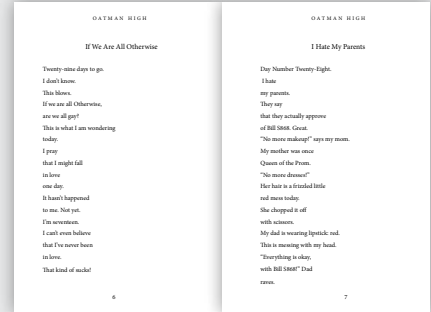 OATMAN HIGH
If We Are All Otherwise
Twenty-nine days to go.
I don't know.
This blows.
If we are all Otherwise,
are we all gay?
This is what I am wondering
today.
I pray
that I might fall
in love
one day.
It hasn't happened
to me. Not yet.
I'm seventeen.
I can't even believe
that I've never been
in love.
That kind of sucks!
6
OATMAN HIGH
I Hate My Parents
Day Number Twenty-Eight.
I hate
my parents.
They say
that they actually approve
of Bill S868. Great.
"No more makeup!" says my mom.
My mother was once
Queen of the Prom.
"No more dresses!"
Her hair is a frizzled little
red mess today.
She chopped it off
with scissors.
My dad is wearing lipstick: red.
This is messing with my head.
"Everything is okay,
with Bill S868!" Dad
raves.
7